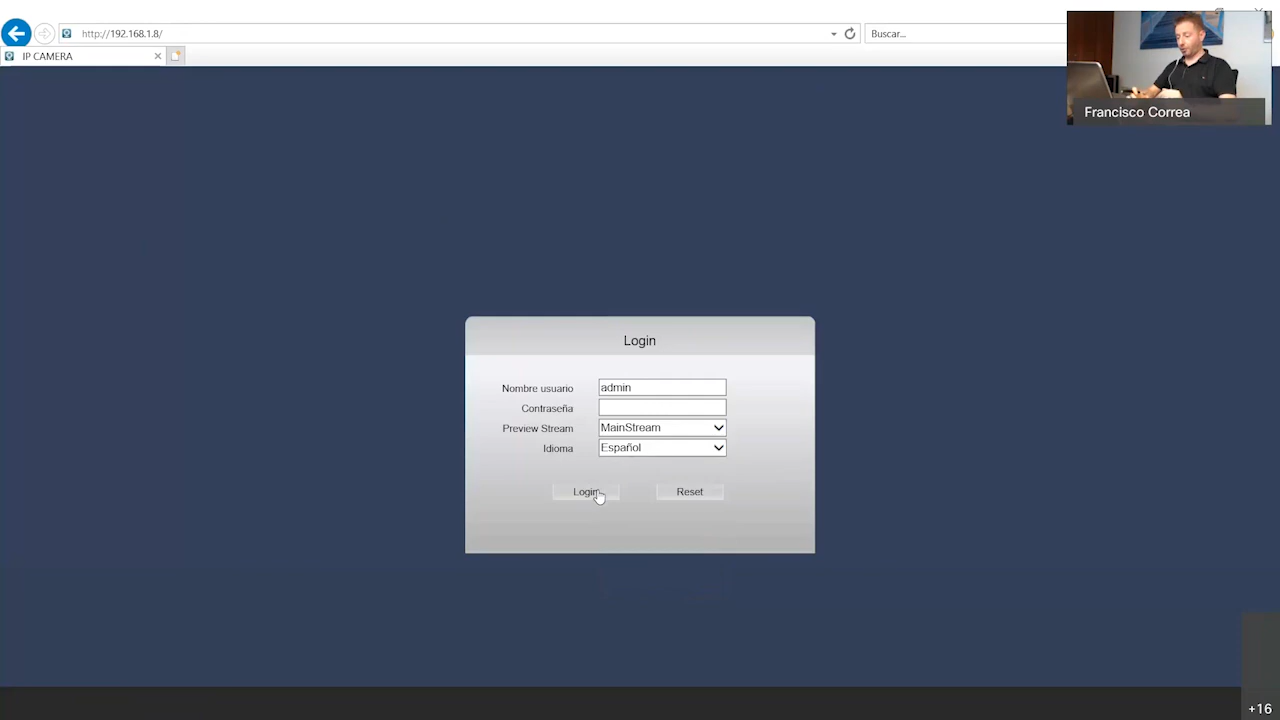 http://192.168.1.8/
Buscar...
IP CAMERA
Francisco Correa
Login
Nombre usuario
admin
Contraseña
Preview Stream
MainStream
Idioma
Español
Login
Reset
+16